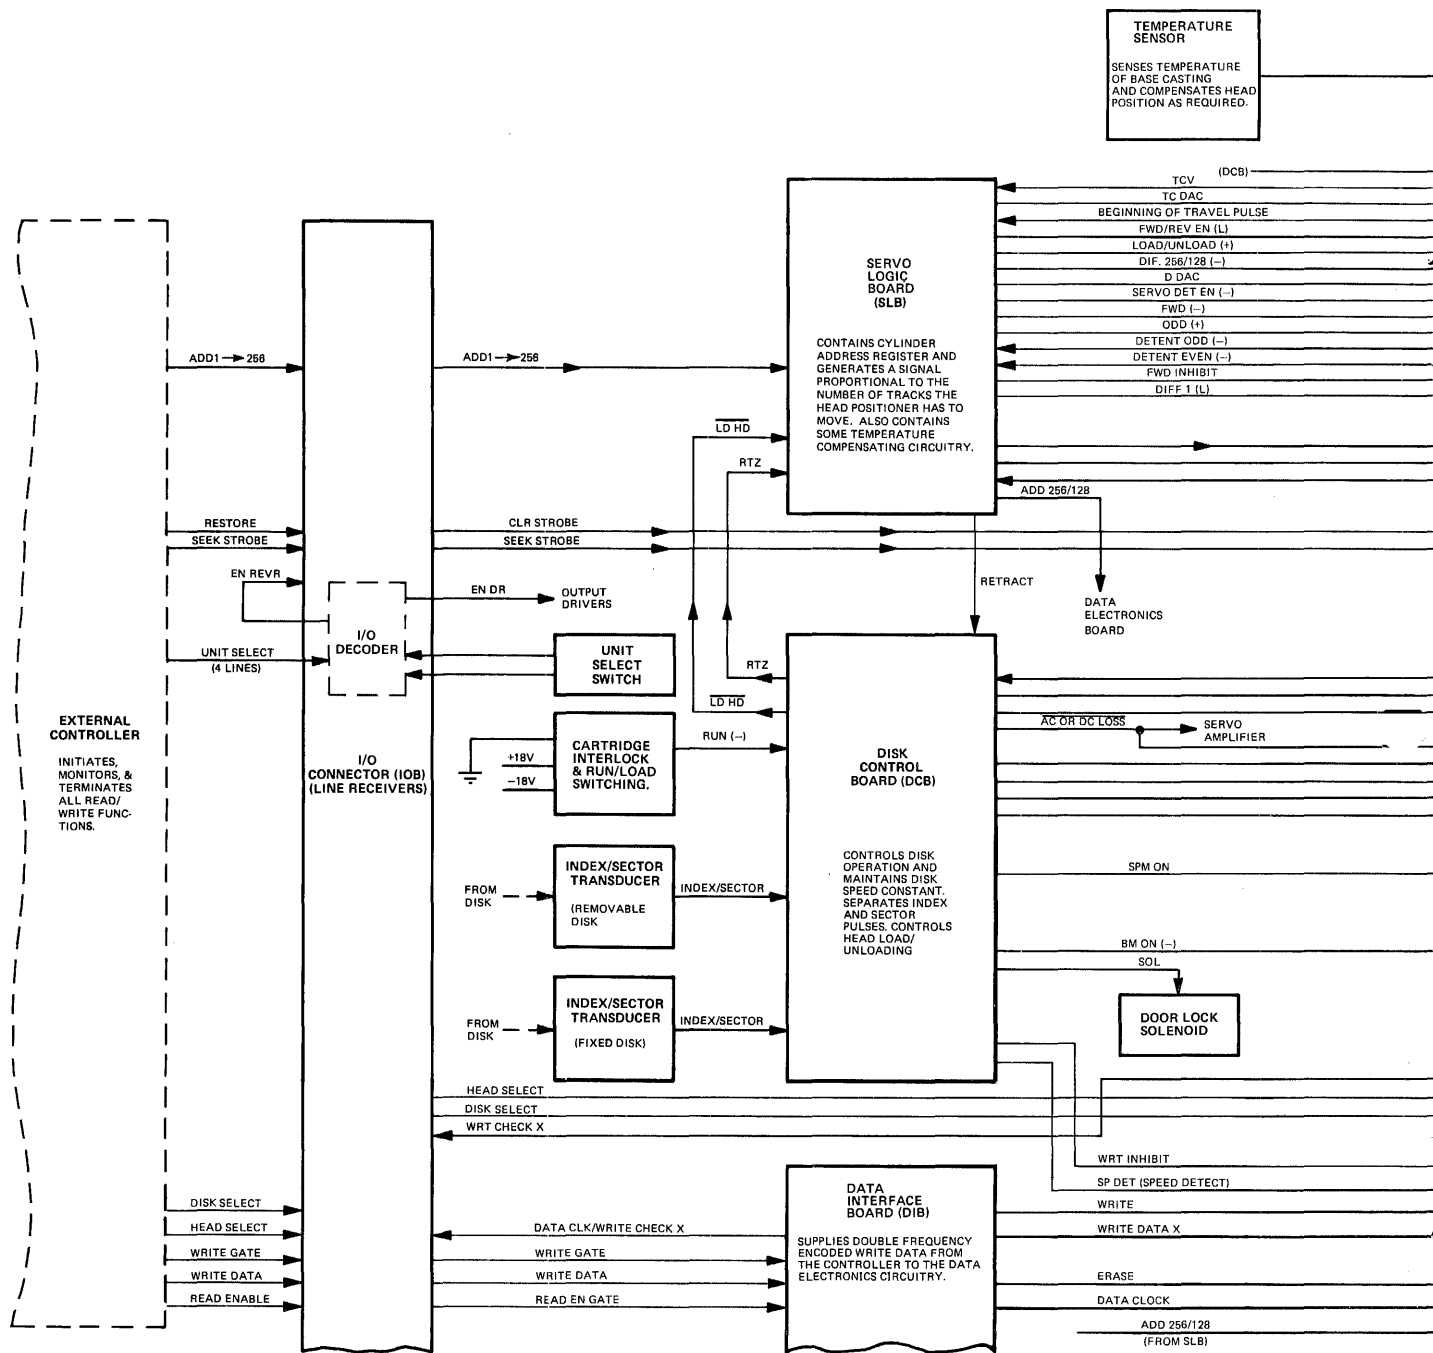 TEMPERATURE
SENSOR
SENSES TEMPERATURE
OF BASE CASTING
AND COMPENSATES HEAD
POSITION AS REQUIRED.
(DCB)
TCV
TC DAC
BEGINNING OF TRAVEL PULSE
FWD/REV EN (L)
LOAD/UNLOAD (+)
DIF. 256/128 (−)
D DAC
SERVO DET EN (−)
FWD (−)
ODD (+)
DETENT ODD (−)
DETENT EVEN (−)
FWD INHIBIT
DIFF 1 (L)
SERVO
LOGIC
BOARD
(SLB)
CONTAINS CYLINDER
ADDRESS REGISTER AND
GENERATES A SIGNAL
PROPORTIONAL TO THE
NUMBER OF TRACKS THE
HEAD POSITIONER HAS TO
MOVE. ALSO CONTAINS
SOME TEMPERATURE
COMPENSATING CIRCUITRY.
ADD1 → 256
ADD1 → 256
LD HD
RTZ
ADD 256/128
RESTORE
SEEK STROBE
CLR STROBE
SEEK STROBE
EN REVR
EN DR
OUTPUT
DRIVERS
RETRACT
DATA
ELECTRONICS
BOARD
I/O
DECODER
UNIT SELECT
(4 LINES)
UNIT
SELECT
SWITCH
RTZ
LD HD
EXTERNAL
CONTROLLER
INITIATES,
MONITORS, &
TERMINATES
ALL READ/
WRITE FUNC-
TIONS.
I/O
CONNECTOR (IOB)
(LINE RECEIVERS)
+18V
−18V
CARTRIDGE
INTERLOCK
& RUN/LOAD
SWITCHING.
RUN (−)
DISK
CONTROL
BOARD (DCB)
CONTROLS DISK
OPERATION AND
MAINTAINS DISK
SPEED CONSTANT.
SEPARATES INDEX
AND SECTOR
PULSES. CONTROLS
HEAD LOAD/
UNLOADING
AC OR DC LOSS
SERVO
AMPLIFIER
FROM
DISK
INDEX/SECTOR
TRANSDUCER
(REMOVABLE
DISK
INDEX/SECTOR
SPM ON
BM ON (−)
SOL
DOOR LOCK
SOLENOID
FROM
DISK
INDEX/SECTOR
TRANSDUCER
(FIXED DISK)
INDEX/SECTOR
HEAD SELECT
DISK SELECT
WRT CHECK X
WRT INHIBIT
SP DET (SPEED DETECT)
DISK SELECT
HEAD SELECT
WRITE GATE
WRITE DATA
READ ENABLE
DATA CLK/WRITE CHECK X
WRITE GATE
WRITE DATA
READ EN GATE
DATA
INTERFACE
BOARD (DIB)
SUPPLIES DOUBLE FREQUENCY
ENCODED WRITE DATA FROM
THE CONTROLLER TO THE DATA
ELECTRONICS CIRCUITRY.
WRITE
WRITE DATA X
ERASE
DATA CLOCK
ADD 256/128
(FROM SLB)